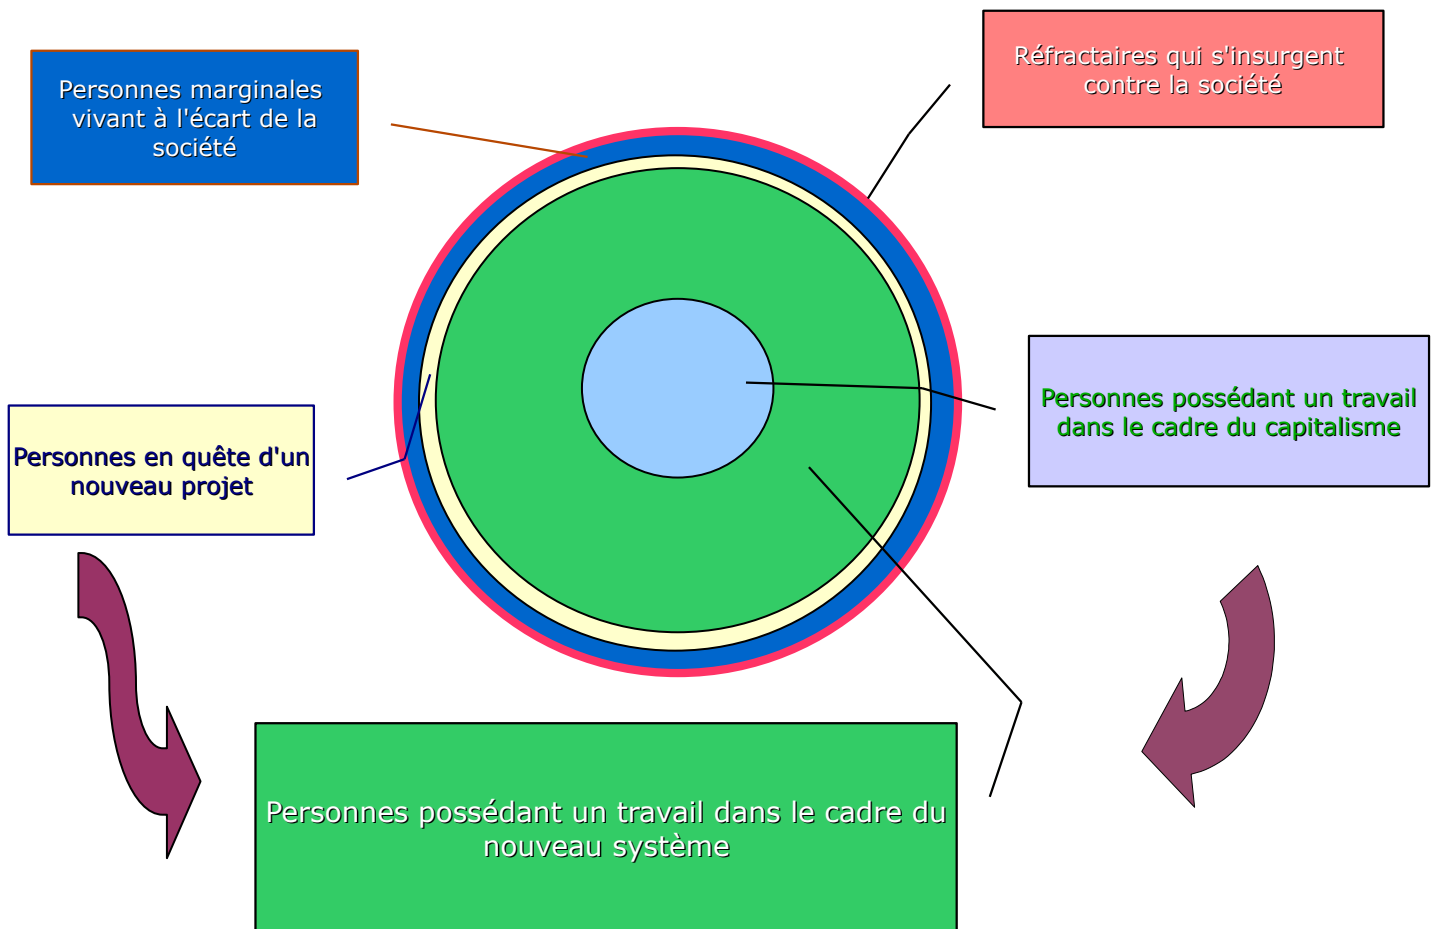 Réfractaires qui s'insurgent
contre la société
Personnes marginales
vivant à l'écart de la
société
Personnes possédant un travail
dans le cadre du capitalisme
Personnes en quête d'un
nouveau projet
Personnes possédant un travail dans le cadre du
nouveau système